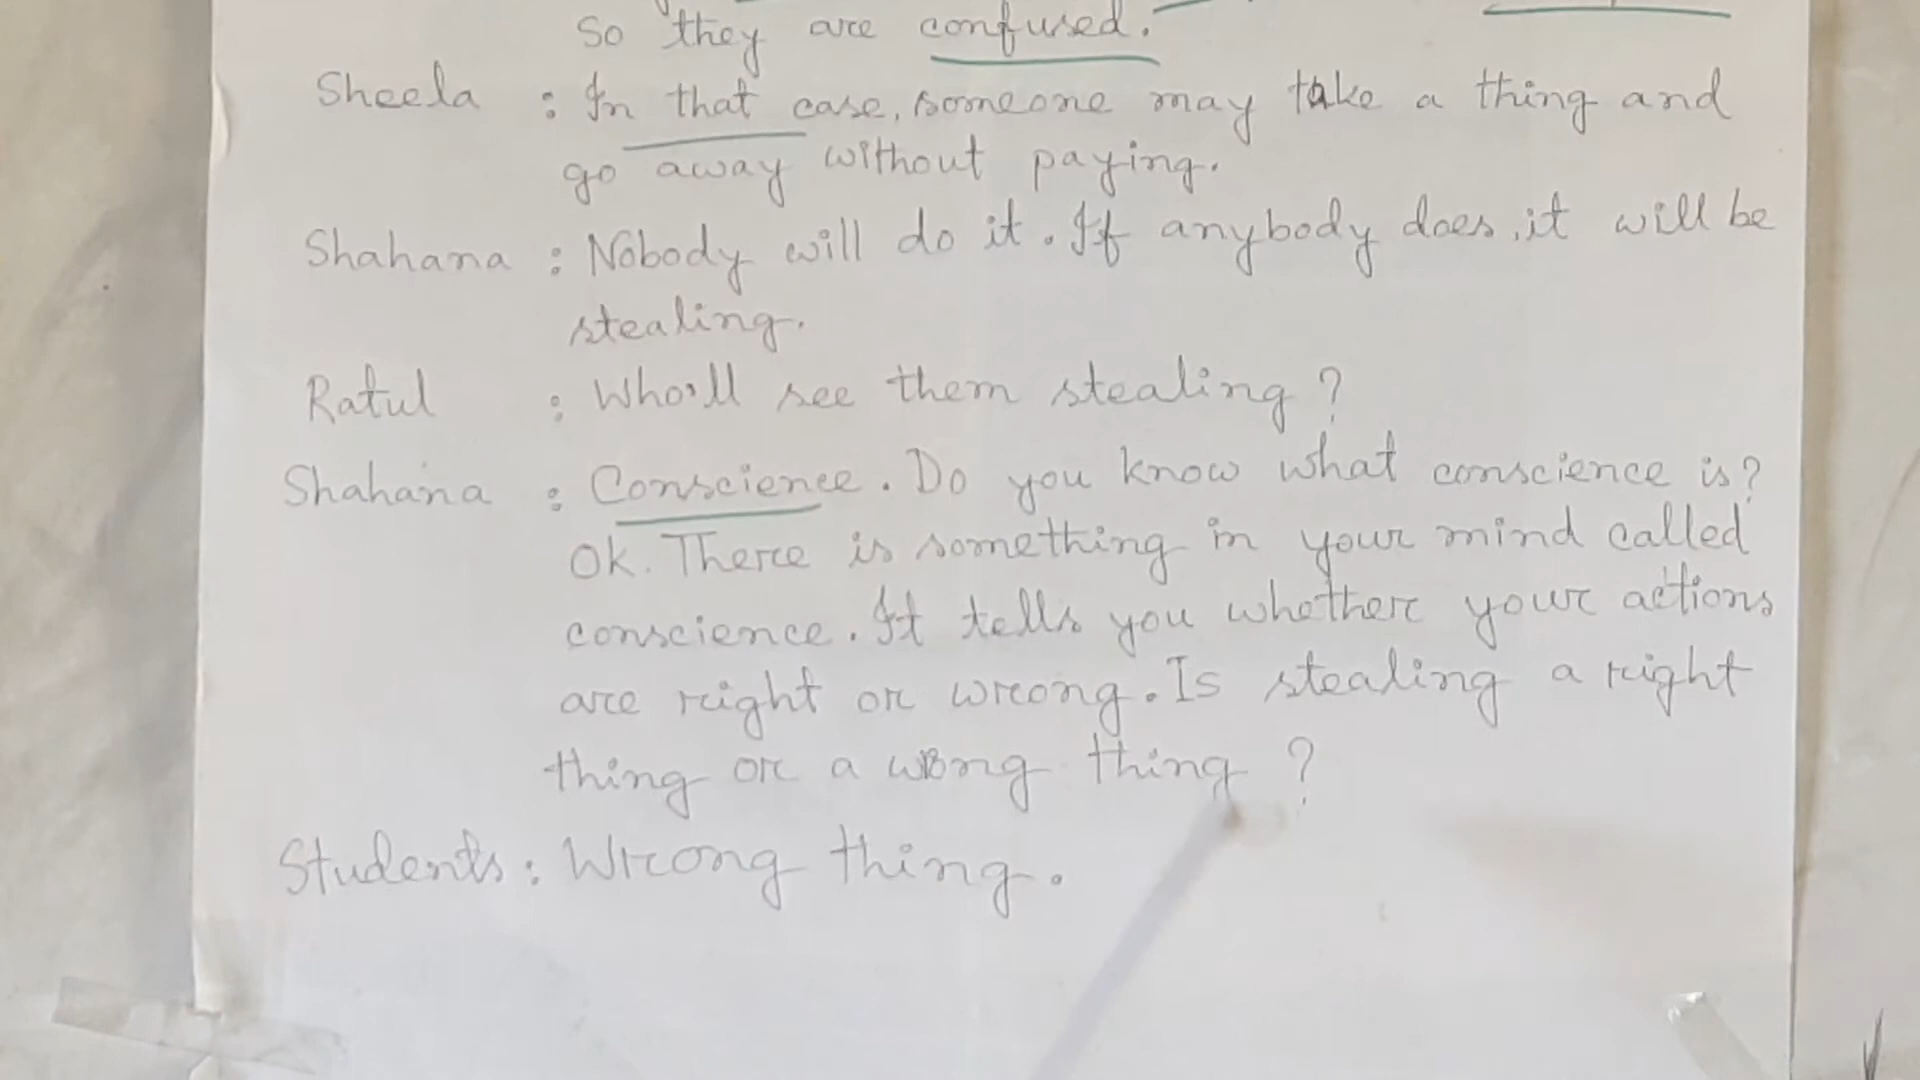 So they are confused.
Sheela : In that case, someone may take a thing and
go away without paying.
Shahana : Nobody will do it. If anybody does, it will be
stealing.
Ratul : Who'll see them stealing?
Shahana : Conscience. Do you know what conscience is?
Ok. There is something in your mind called
conscience. It tells you whether your actions
are right or wrong. Is stealing a right
thing or a wrong thing?
Students : Wrong thing.